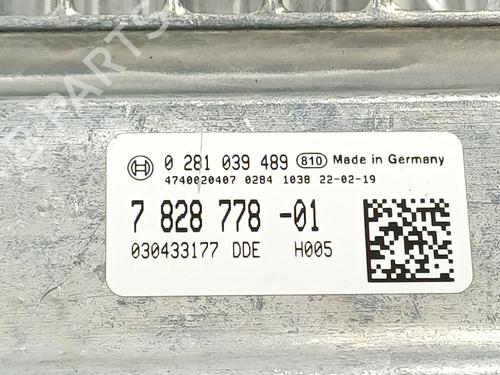 0 281 039 489 810 Made in Germany
4740020407 0284 1038 22-02-19
7 828 778 -01
030433177 DDE H005